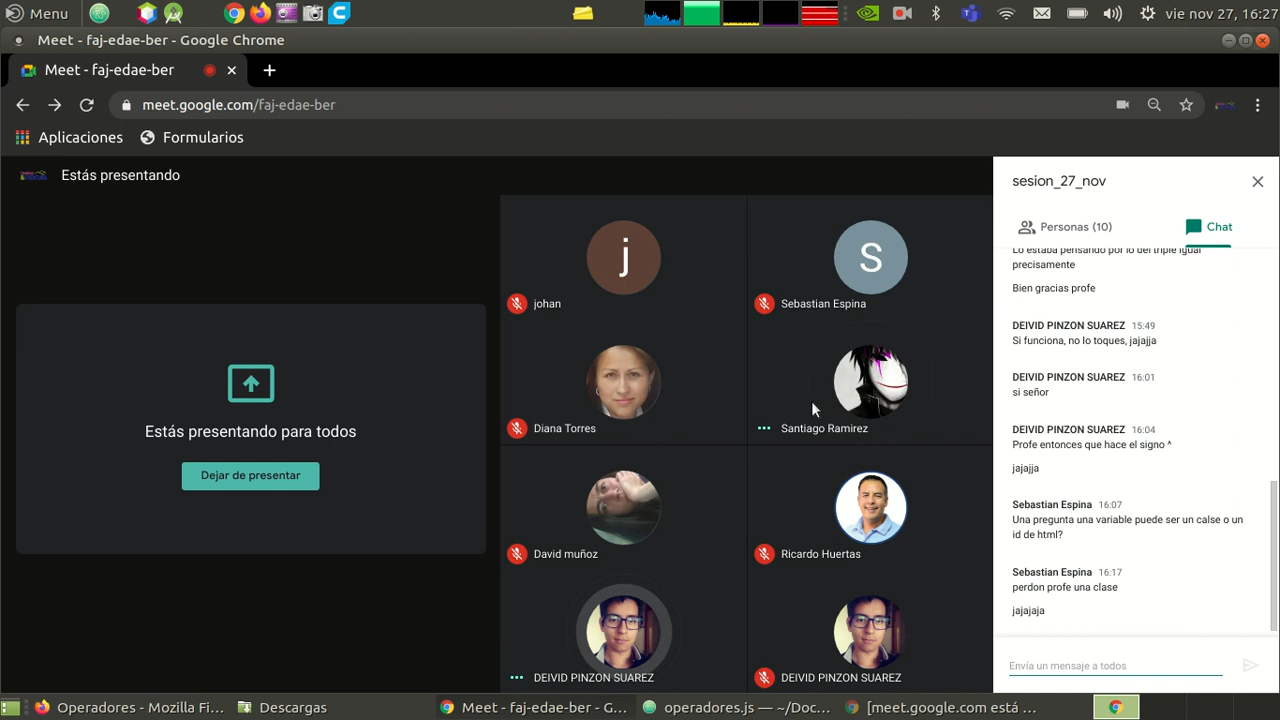 Menu
vie nov 27, 16:27
Meet - faj-edae-ber - Google Chrome
Meet - faj-edae-ber
meet.google.com/faj-edae-ber
Aplicaciones
Formularios
Estás presentando
Estás presentando para todos
Dejar de presentar
j
johan
S
Sebastian Espina
Diana Torres
Santiago Ramirez
David muñoz
Ricardo Huertas
DEIVID PINZON SUAREZ
DEIVID PINZON SUAREZ
sesion_27_nov
Personas (10)
Chat
Lo estaba pensando por lo del triple igual
precisamente
Bien gracias profe
DEIVID PINZON SUAREZ 15:49
Si funciona, no lo toques, jajajja
DEIVID PINZON SUAREZ 16:01
si señor
DEIVID PINZON SUAREZ 16:04
Profe entonces que hace el signo ^
jajajja
Sebastian Espina 16:07
Una pregunta una variable puede ser un calse o un
id de html?
Sebastian Espina 16:17
perdon profe una clase
jajajaja
Envía un mensaje a todos
Operadores - Mozilla Fi...
Descargas
Meet - faj-edae-ber - G...
operadores.js — ~/Doc...
[meet.google.com está ...